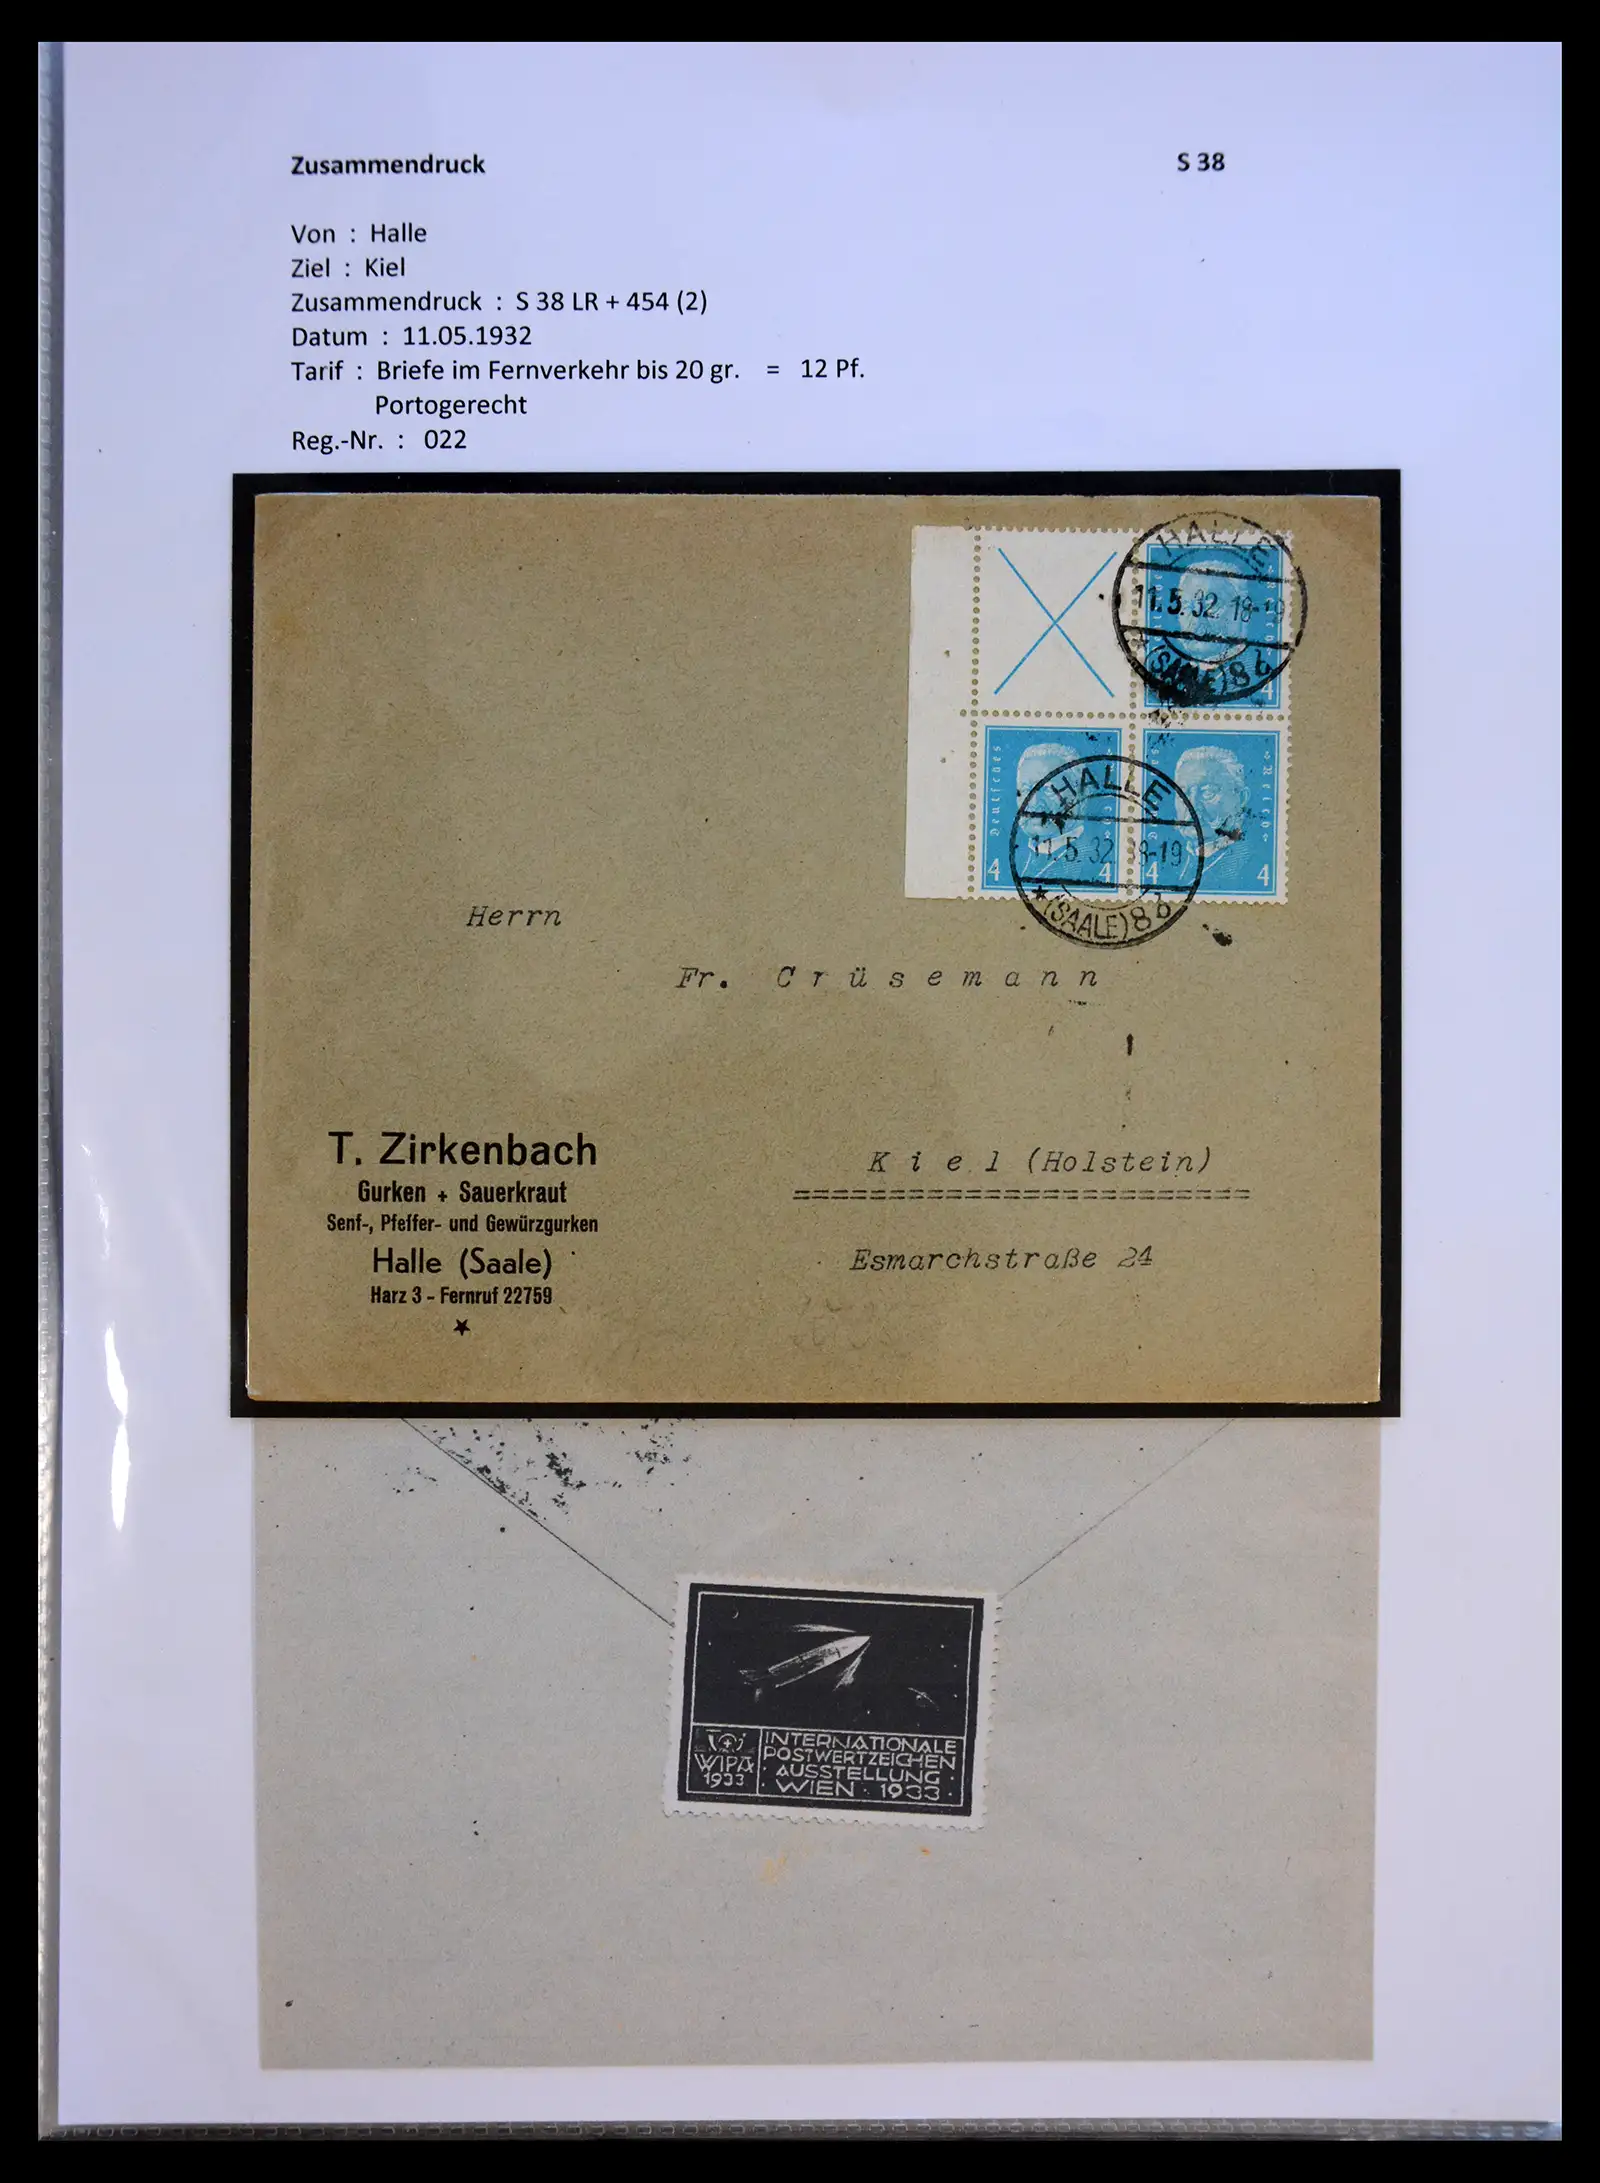 Zusammendruck S 38
Von : Halle
Ziel : Kiel
Zusammendruck : S 38 LR + 454 (2)
Datum : 11.05.1932
Tarif : Briefe im Fernverkehr bis 20 gr. = 12 Pf.
Portogerecht
Reg.-Nr. : 022
HALLE
11.5.32 18-19
(SAALE) 8 b
4
Deutsches Reich
4 4 4 4
HALLE
11.5.32 18-19
* (SAALE) 8 b
Herrn
Fr. Crüsemann
Kiel (Holstein)
=========================
Esmarchstraße 24
T. Zirkenbach
Gurken + Sauerkraut
Senf-, Pfeffer- und Gewürzgurken
Halle (Saale)
Harz 3 - Fernruf 22759
★
WIPA
1933
INTERNATIONALE
POSTWERTZEICHEN
· AUSSTELLUNG ·
· WIEN · 1933 ·